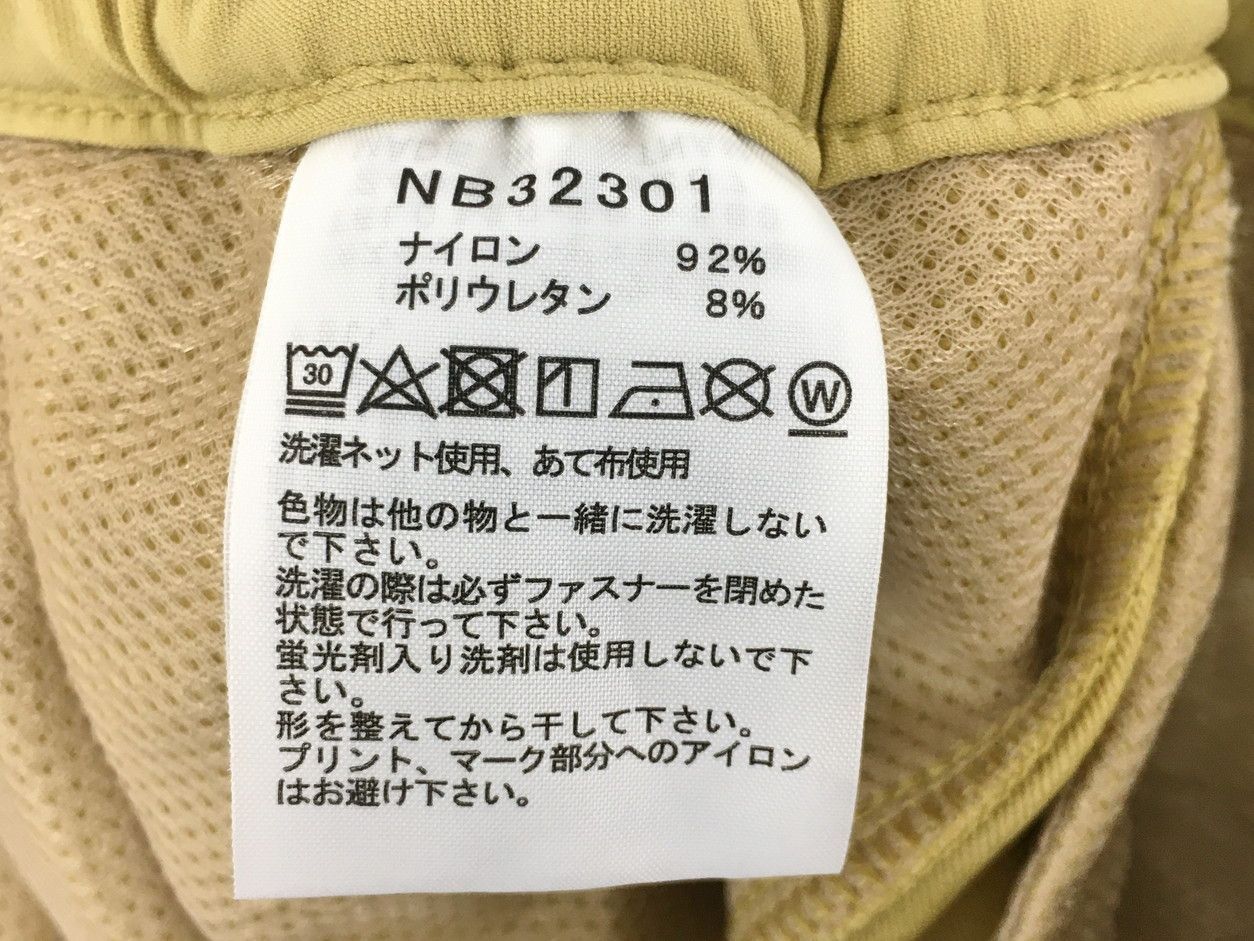 NB32301
ナイロン 92%
ポリウレタン 8%
30 W
洗濯ネット使用、あて布使用
色物は他の物と一緒に洗濯しない
で下さい。
洗濯の際は必ずファスナーを閉めた
状態で行って下さい。
蛍光剤入り洗剤は使用しないで下
さい。
形を整えてから干して下さい。
プリント、マーク部分へのアイロン
はお避け下さい。